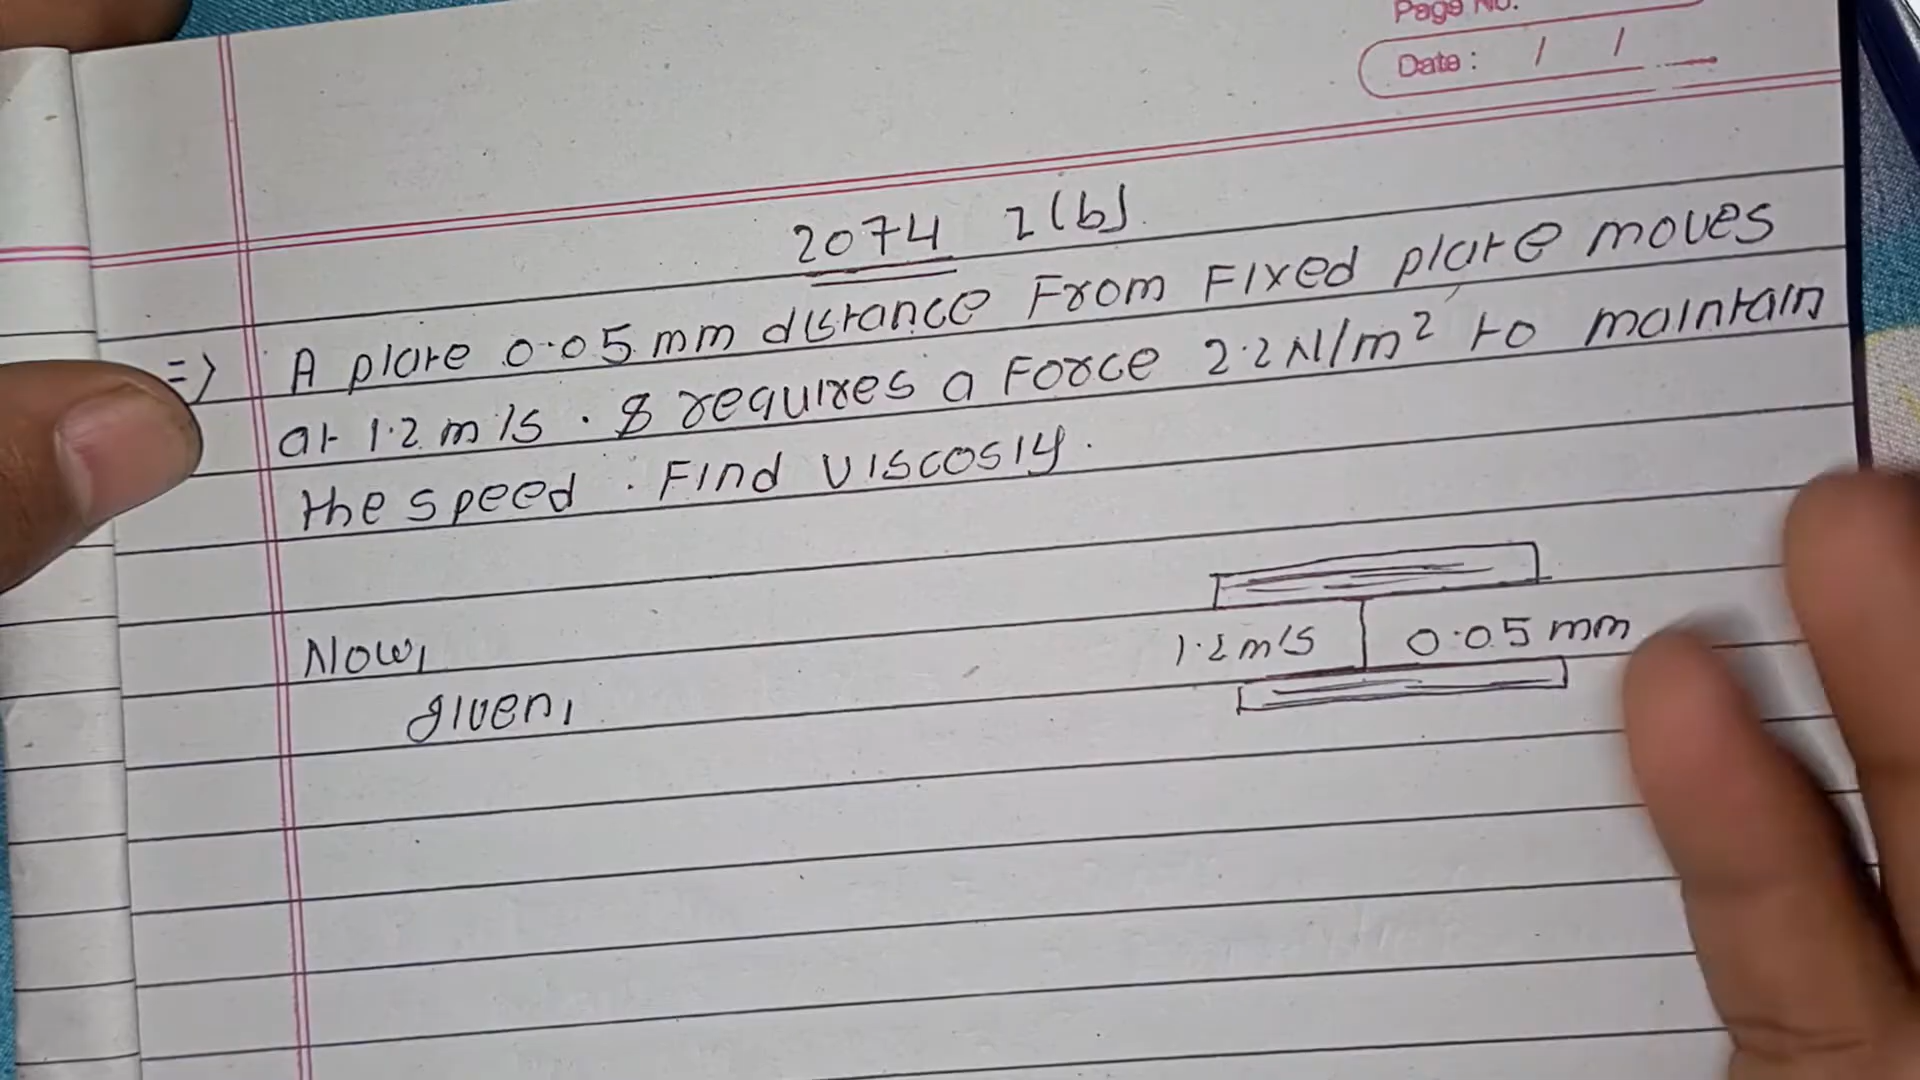 Page No.
Date : / /
2074 2(b)
=) A plate 0.05 mm distance From Fixed plate moves
at 1.2 m/s . & requires a Force 2.2 N/m² to maintain
the speed . Find viscosiy.
Now,
given,
1.2 m/s 0.05 mm